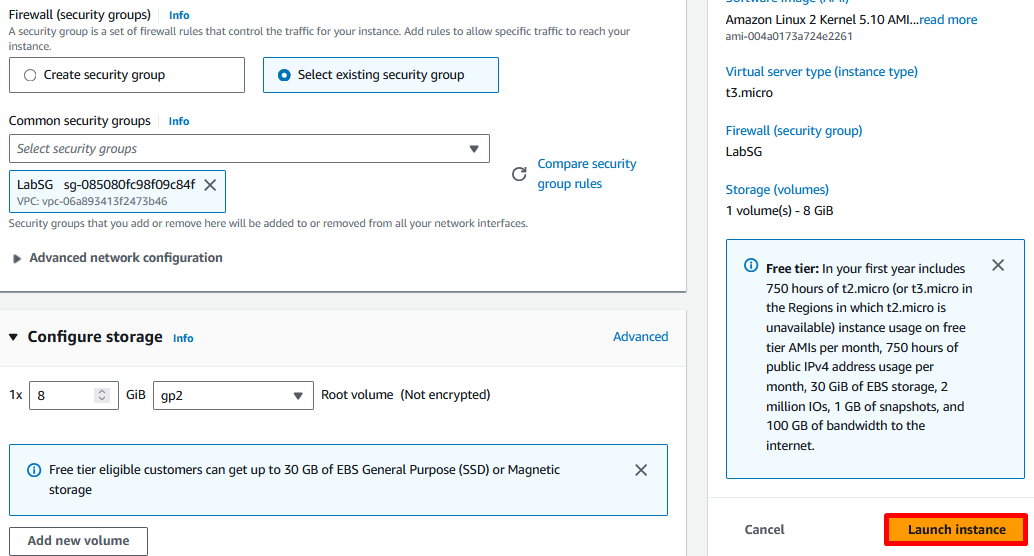 Firewall (security groups) Info
A security group is a set of firewall rules that control the traffic for your instance. Add rules to allow specific traffic to reach your
instance.
Create security group
Select existing security group
Common security groups Info
Select security groups
Compare security
group rules
LabSG sg-085080fc98f09c84f
VPC: vpc-06a893413f2473b46
Security groups that you add or remove here will be added to or removed from all your network interfaces.
Advanced network configuration
Configure storage Info
Advanced
1x 8 GiB gp2 Root volume (Not encrypted)
Free tier eligible customers can get up to 30 GB of EBS General Purpose (SSD) or Magnetic
storage
Add new volume
Software Image (AMI)
Amazon Linux 2 Kernel 5.10 AMI...read more
ami-004a0173a724e2261
Virtual server type (instance type)
t3.micro
Firewall (security group)
LabSG
Storage (volumes)
1 volume(s) - 8 GiB
Free tier: In your first year includes
750 hours of t2.micro (or t3.micro in
the Regions in which t2.micro is
unavailable) instance usage on free
tier AMIs per month, 750 hours of
public IPv4 address usage per
month, 30 GiB of EBS storage, 2
million IOs, 1 GB of snapshots, and
100 GB of bandwidth to the
internet.
Cancel
Launch instance